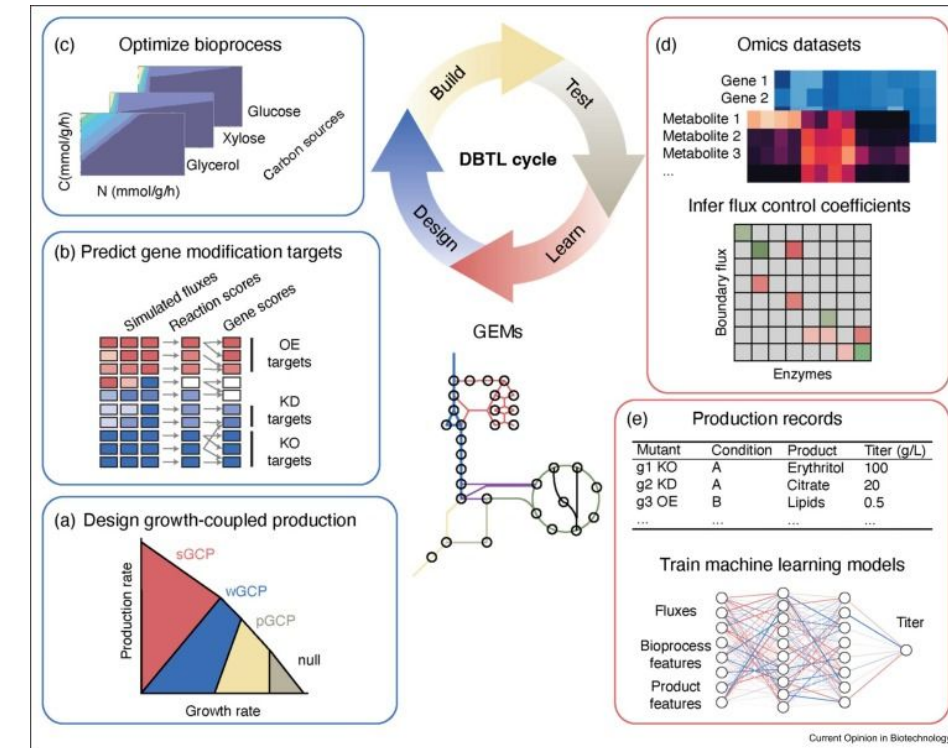 (c) Optimize bioprocess
C(mmol/g/h)
N (mmol/g/h)
Glucose
Xylose
Glycerol
Carbon sources
(b) Predict gene modification targets
Simulated fluxes
Reaction scores
Gene scores
OE
targets
KD
targets
KO
targets
(a) Design growth-coupled production
Production rate
sGCP
wGCP
pGCP
null
Growth rate
Build
Test
DBTL cycle
Design
Learn
GEMs
(d) Omics datasets
Gene 1
Gene 2
Metabolite 1
Metabolite 2
Metabolite 3
...
Infer flux control coefficients
Boundary flux
Enzymes
(e) Production records
Mutant Condition Product Titer (g/L)
g1 KO A Erythritol 100
g2 KD A Citrate 20
g3 OE B Lipids 0.5
... ... ... ...
Train machine learning models
Fluxes
Bioprocess
features
Product
features
Titer
Current Opinion in Biotechnology